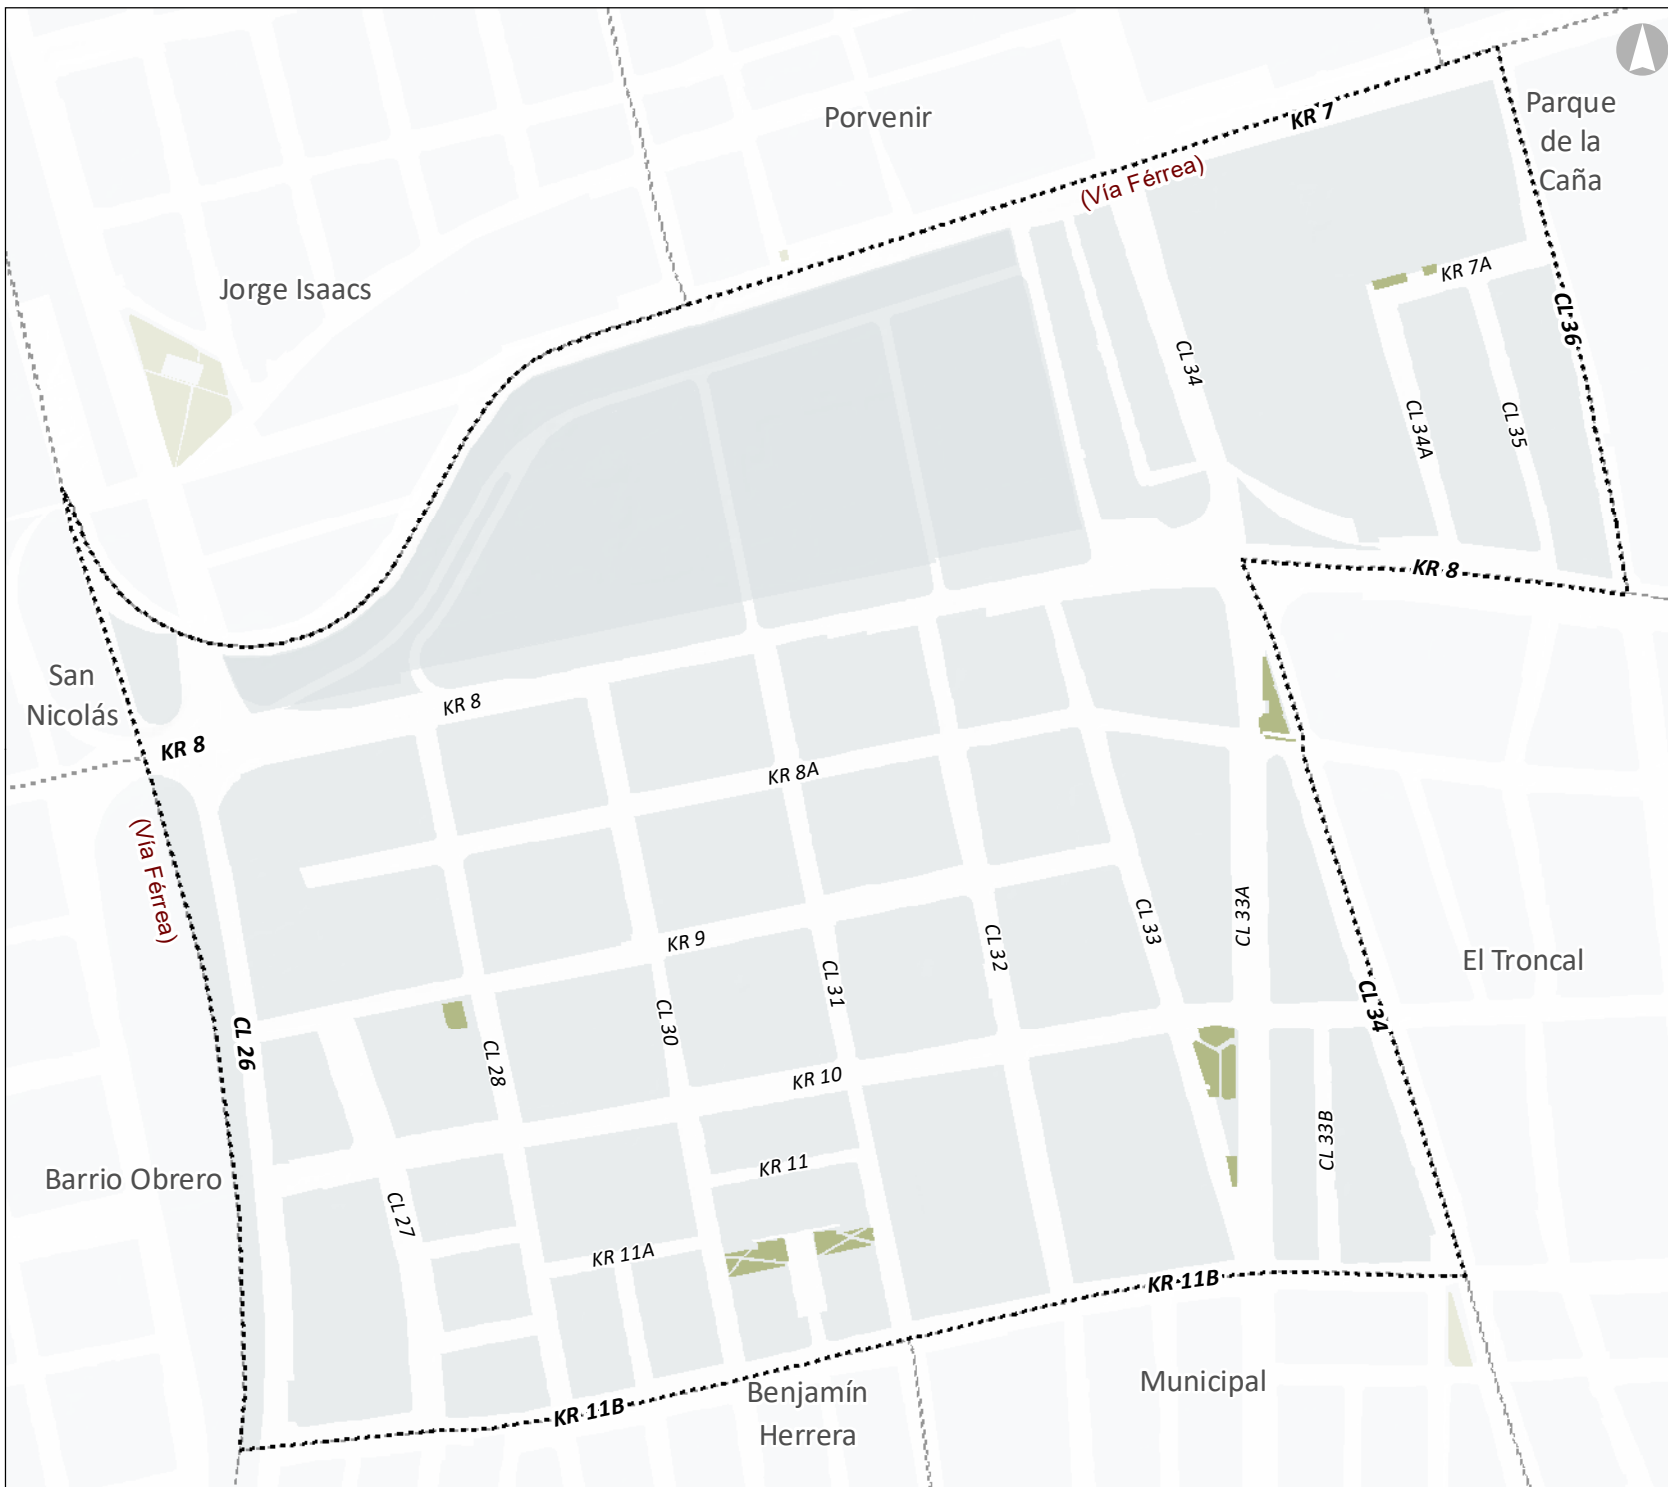 Porvenir
KR 7
Parque
de la
Caña
(Vía Férrea)
Jorge Isaacs
KR 7A
CL 36
CL 34
CL 34A
CL 35
KR 8
San
Nicolás
KR 8
KR 8
KR 8A
(Vía Férrea)
CL 33A
CL 33
KR 9
CL 32
El Troncal
CL 31
CL 30
CL 34
CL 26
CL 28
KR 10
CL 33B
KR 11
Barrio Obrero
CL 27
KR 11A
KR 11B
Municipal
Benjamín
Herrera
KR 11B